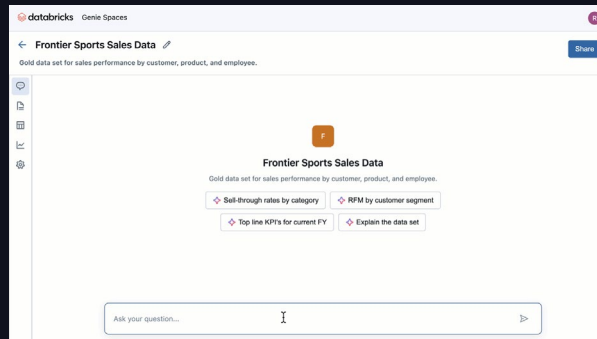 databricks Genie Spaces
R
← Frontier Sports Sales Data
Share
Gold data set for sales performance by customer, product, and employee.
F
Frontier Sports Sales Data
Gold data set for sales performance by customer, product, and employee.
Sell-through rates by category
RFM by customer segment
Top line KPI's for current FY
Explain the data set
Ask your question...